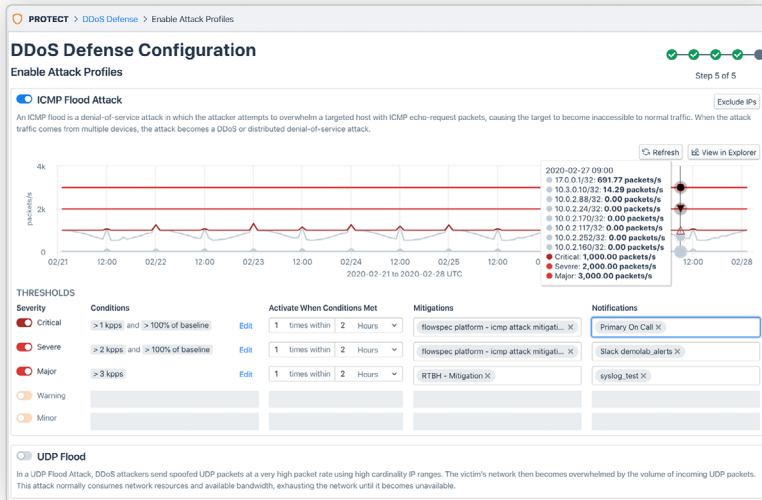 PROTECT > DDoS Defense > Enable Attack Profiles
DDoS Defense Configuration
Enable Attack Profiles
Step 5 of 5
ICMP Flood Attack
Exclude IPs
An ICMP flood is a denial-of-service attack in which the attacker attempts to overwhelm a targeted host with ICMP echo-request packets, causing the target to become inaccessible to normal traffic. When the attack
traffic comes from multiple devices, the attack becomes a DDoS or distributed denial-of-service attack.
Refresh
View in Explorer
4k
2k
0
packets/s
02/21 12:00 02/22 12:00 02/23 12:00 02/24 12:00 02/25 12:00 02/26 12:00 12:00 02/28
2020-02-21 to 2020-02-28 UTC
2020-02-27 09:00
17.0.0.1/32: 691.77 packets/s
10.3.0.10/32: 14.29 packets/s
10.0.2.88/32: 0.00 packets/s
10.0.2.24/32: 0.00 packets/s
10.0.2.170/32: 0.00 packets/s
10.0.2.117/32: 0.00 packets/s
10.0.2.252/32: 0.00 packets/s
10.0.2.160/32: 0.00 packets/s
Critical: 1,000.00 packets/s
Severe: 2,000.00 packets/s
Major: 3,000.00 packets/s
THRESHOLDS
Severity Conditions Activate When Conditions Met Mitigations Notifications
Critical > 1 kpps and > 100% of baseline Edit 1 times within 2 Hours flowspec platform - icmp attack mitigati... × Primary On Call ×
Severe > 2 kpps and > 100% of baseline Edit 1 times within 2 Hours flowspec platform - icmp attack mitigati... × Slack demolab_alerts ×
Major > 3 kpps Edit 1 times within 2 Hours RTBH - Mitigation × syslog_test ×
Warning
Minor
UDP Flood
In a UDP Flood Attack, DDoS attackers send spoofed UDP packets at a very high packet rate using high cardinality IP ranges. The victim's network then becomes overwhelmed by the volume of incoming UDP packets.
This attack normally consumes network resources and available bandwidth, exhausting the network until it becomes unavailable.